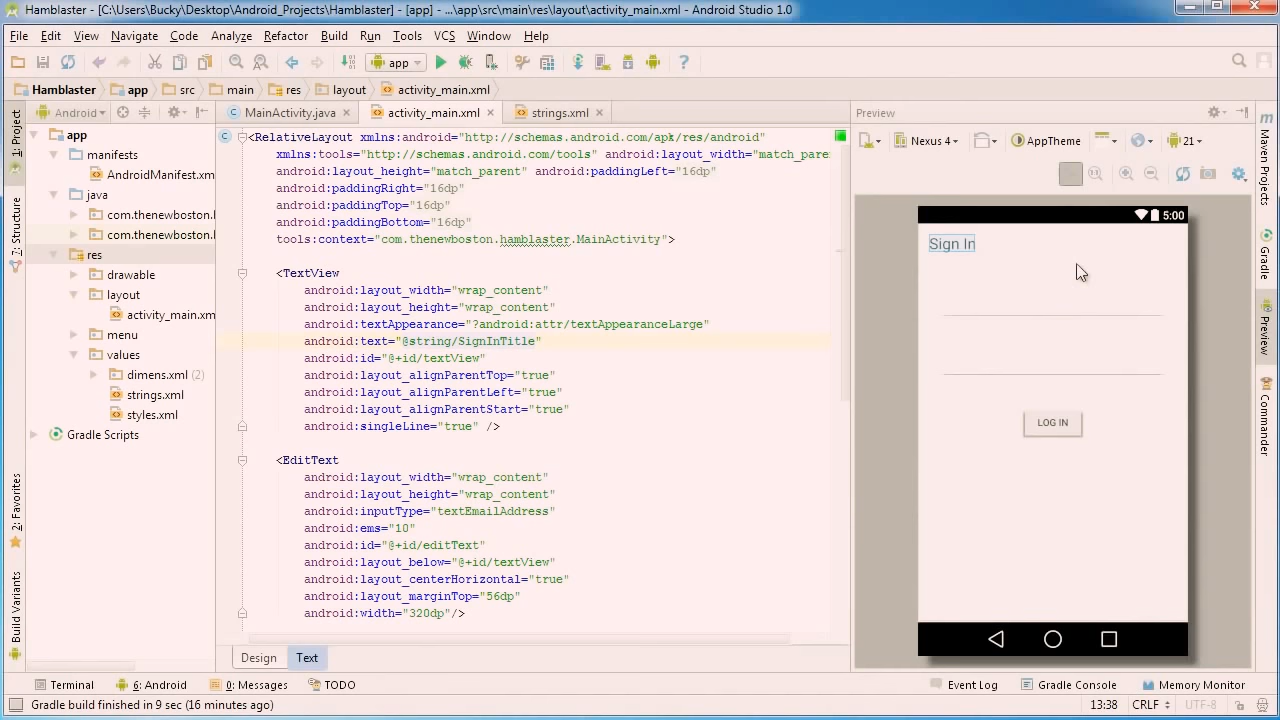 Hamblaster - [C:\Users\Bucky\Desktop\Android_Projects\Hamblaster] - [app] - ...\app\src\main\res\layout\activity_main.xml - Android Studio 1.0
File Edit View Navigate Code Analyze Refactor Build Run Tools VCS Window Help
app
Hamblaster app src main res layout activity_main.xml
Android MainActivity.java activity_main.xml strings.xml Preview
1: Project
7: Structure
2: Favorites
Build Variants
app
manifests
AndroidManifest.xm
java
com.thenewboston.l
com.thenewboston.l
res
drawable
layout
activity_main.xm
menu
values
dimens.xml (2)
strings.xml
styles.xml
Gradle Scripts
<RelativeLayout xmlns:android="http://schemas.android.com/apk/res/android"
xmlns:tools="http://schemas.android.com/tools" android:layout_width="match_pare
android:layout_height="match_parent" android:paddingLeft="16dp"
android:paddingRight="16dp"
android:paddingTop="16dp"
android:paddingBottom="16dp"
tools:context="com.thenewboston.hamblaster.MainActivity">
<TextView
android:layout_width="wrap_content"
android:layout_height="wrap_content"
android:textAppearance="?android:attr/textAppearanceLarge"
android:text="@string/SignInTitle"
android:id="@+id/textView"
android:layout_alignParentTop="true"
android:layout_alignParentLeft="true"
android:layout_alignParentStart="true"
android:singleLine="true" />
<EditText
android:layout_width="wrap_content"
android:layout_height="wrap_content"
android:inputType="textEmailAddress"
android:ems="10"
android:id="@+id/editText"
android:layout_below="@+id/textView"
android:layout_centerHorizontal="true"
android:layout_marginTop="56dp"
android:width="320dp"/>
Design Text
Nexus 4 AppTheme 21
5:00
Sign In
LOG IN
Maven Projects
Gradle
Preview
Commander
Terminal 6: Android 0: Messages TODO Event Log Gradle Console Memory Monitor
Gradle build finished in 9 sec (16 minutes ago) 13:38 CRLF UTF-8